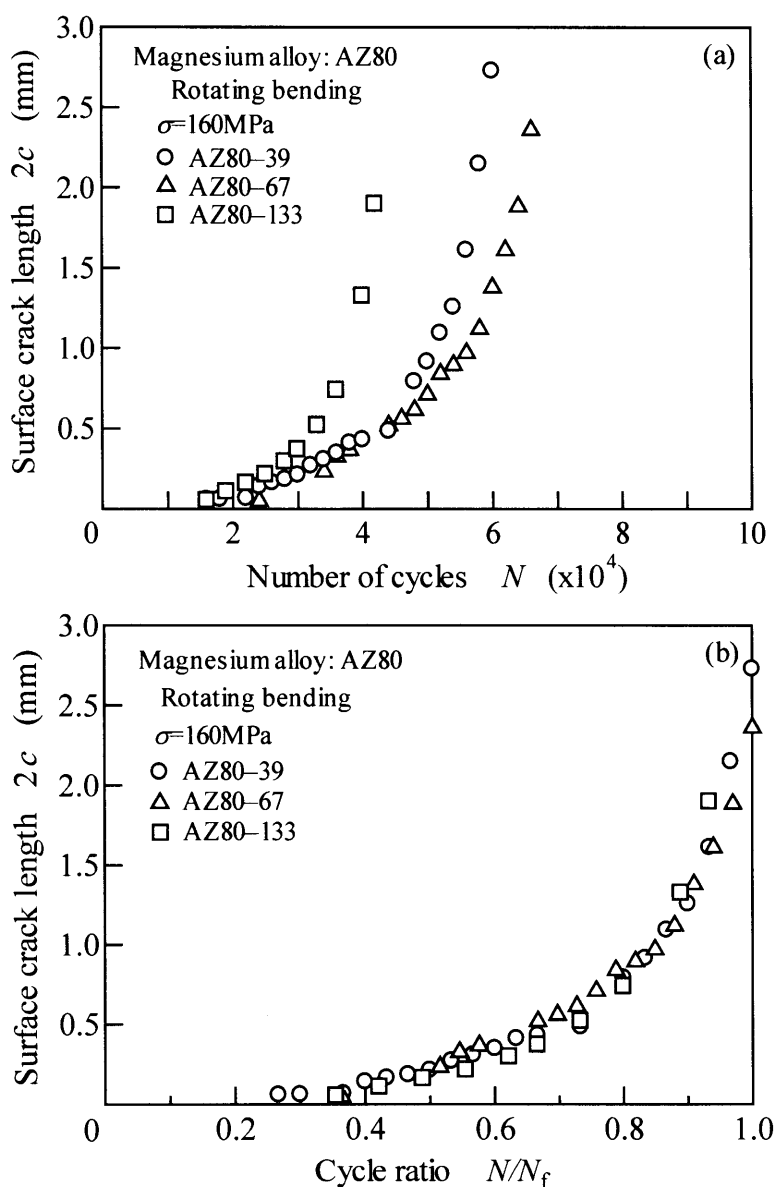 3.0
(a)
Magnesium alloy: AZ80
Rotating bending
σ=160MPa
AZ80–39
AZ80–67
AZ80–133
2.5
2.0
1.5
1.0
0.5
Surface crack length 2c (mm)
0 2 4 6 8 10
Number of cycles N (x10⁴)
3.0
(b)
Magnesium alloy: AZ80
Rotating bending
σ=160MPa
AZ80–39
AZ80–67
AZ80–133
2.5
2.0
1.5
1.0
0.5
Surface crack length 2c (mm)
0 0.2 0.4 0.6 0.8 1.0
Cycle ratio N/Nf